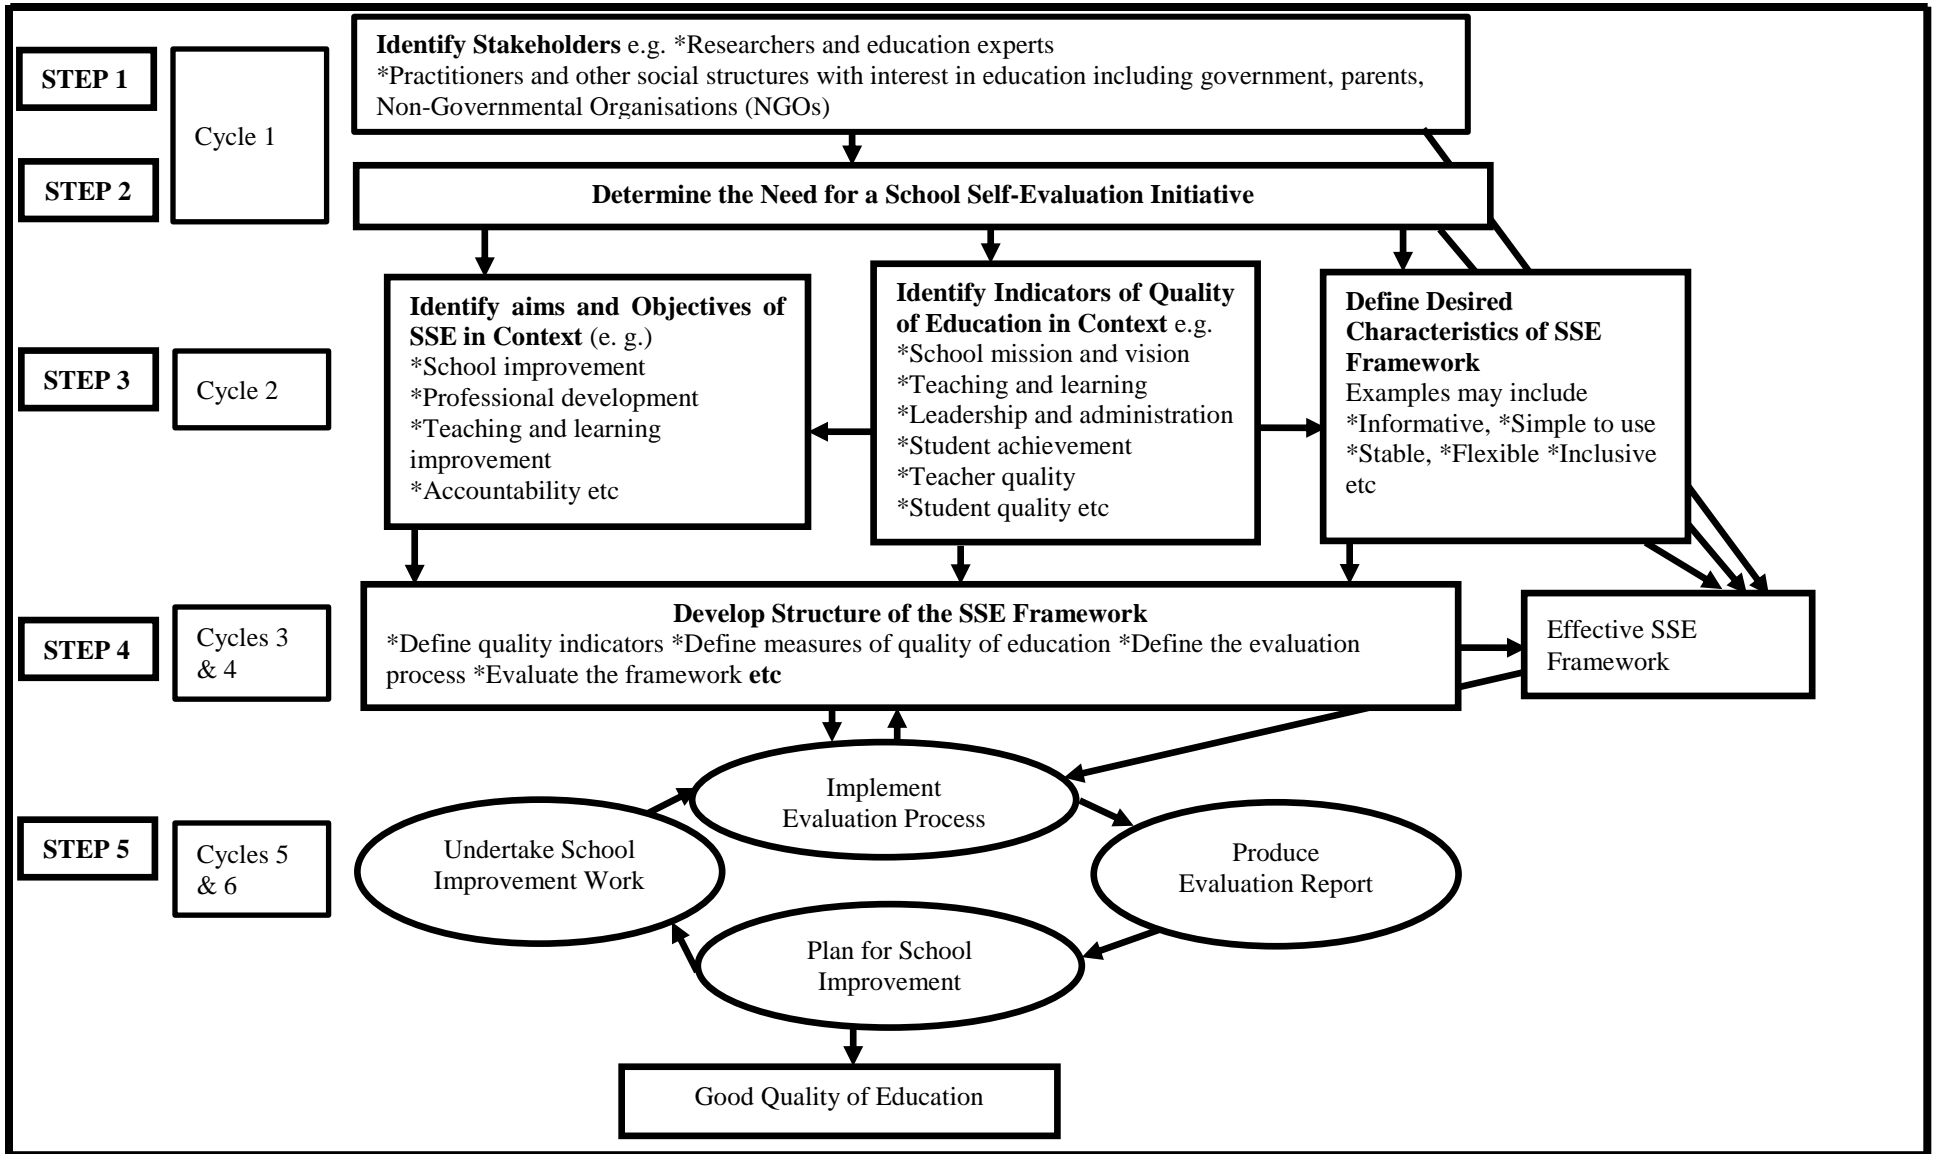 STEP 1
Cycle 1
Identify Stakeholders e.g. *Researchers and education experts
*Practitioners and other social structures with interest in education including government, parents,
Non-Governmental Organisations (NGOs)
STEP 2
Determine the Need for a School Self-Evaluation Initiative
STEP 3
Cycle 2
Identify aims and Objectives of
SSE in Context (e. g.)
*School improvement
*Professional development
*Teaching and learning
improvement
*Accountability etc
Identify Indicators of Quality
of Education in Context e.g.
*School mission and vision
*Teaching and learning
*Leadership and administration
*Student achievement
*Teacher quality
*Student quality etc
Define Desired
Characteristics of SSE
Framework
Examples may include
*Informative, *Simple to use
*Stable, *Flexible *Inclusive
etc
STEP 4
Cycles 3
& 4
Develop Structure of the SSE Framework
*Define quality indicators *Define measures of quality of education *Define the evaluation
process *Evaluate the framework etc
Effective SSE
Framework
STEP 5
Cycles 5
& 6
Implement
Evaluation Process
Undertake School
Improvement Work
Produce
Evaluation Report
Plan for School
Improvement
Good Quality of Education